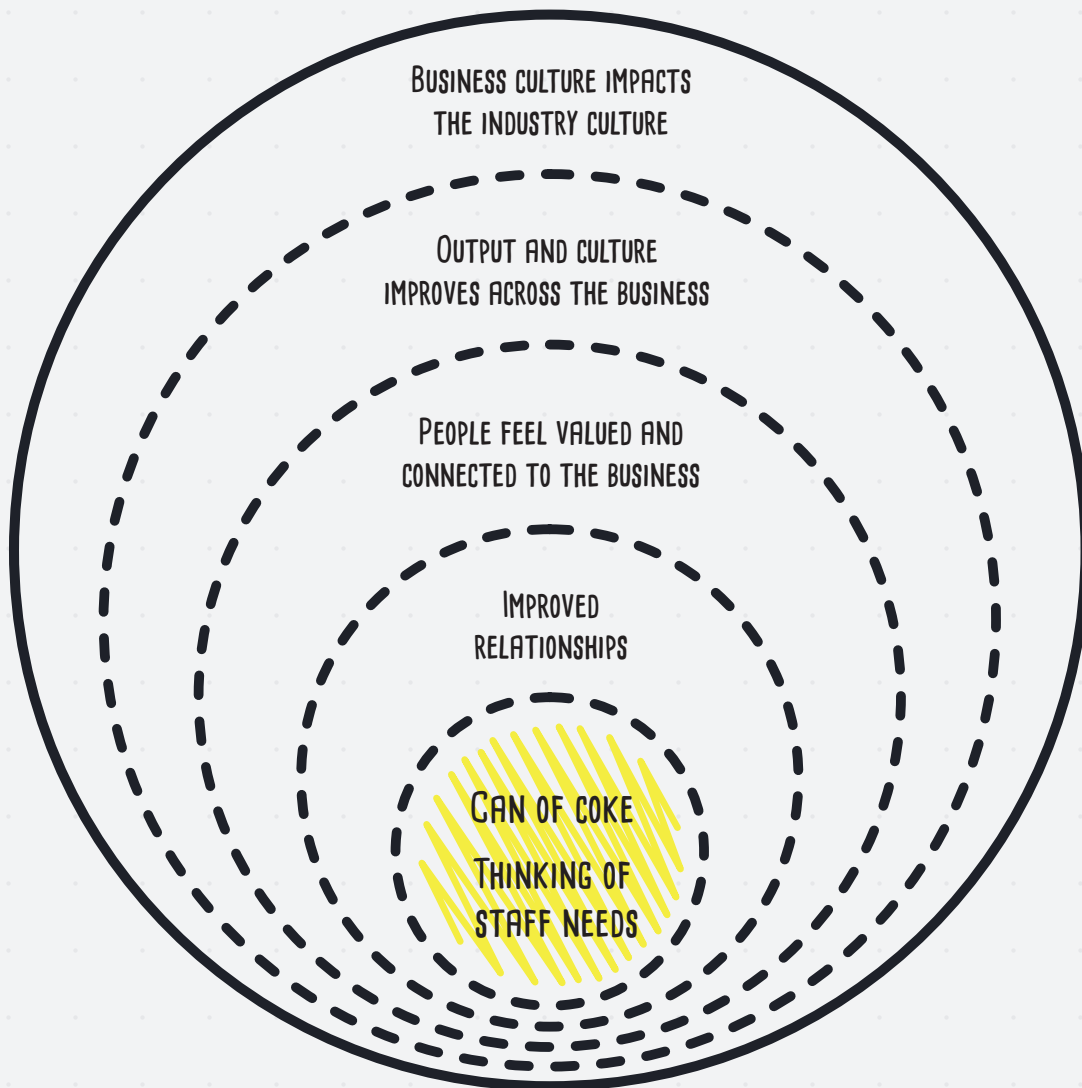 Business culture impacts
the industry culture
Output and culture
improves across the business
People feel valued and
connected to the business
Improved
relationships
Can of coke
Thinking of
staff needs